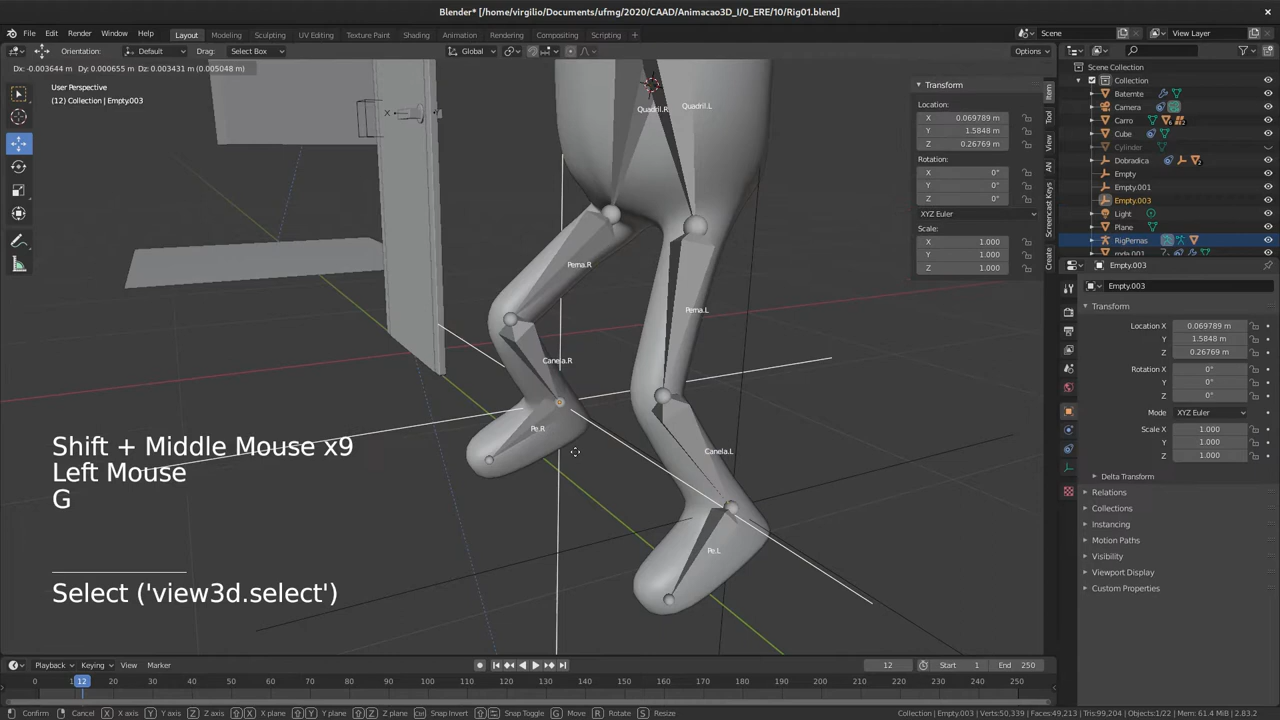 Blender* [/home/virgilio/Documents/ufmg/2020/CAAD/Animacao3D_I/0_ERE/10/Rig01.blend]
File Edit Render Window Help Layout Modeling Sculpting UV Editing Texture Paint Shading Animation Rendering Compositing Scripting Scene View Layer
Orientation: Default Drag: Select Box Global Options
Dx: -0.003644 m Dy: 0.000655 m Dz: 0.003431 m (0.005048 m)
User Perspective
(12) Collection | Empty.003
Quadril.R
Quadril.L
Perna.R
Perna.L
Canela.R
Pe.R
Canela.L
Pe.L
X
Shift + Middle Mouse x9
Left Mouse
G
Select ('view3d.select')
Transform
Location:
X 0.069789 m
Y 1.5848 m
Z 0.26769 m
Rotation:
X 0°
Y 0°
Z 0°
XYZ Euler
Scale:
X 1.000
Y 1.000
Z 1.000
Item
Tool
View
AN
Screencast Keys
Create
Scene Collection
Collection
Batente
Camera
Carro
Cube
Cylinder
Dobradica
Empty
Empty.001
Empty.003
Light
Plane
RigPernas
roda.001
Empty.003
Empty.003
Transform
Location X 0.069789 m
Y 1.5848 m
Z 0.26769 m
Rotation X 0°
Y 0°
Z 0°
Mode XYZ Euler
Scale X 1.000
Y 1.000
Z 1.000
Delta Transform
Relations
Collections
Instancing
Motion Paths
Visibility
Viewport Display
Custom Properties
Playback Keying View Marker 12 Start 1 End 250
0 12 20 30 40 50 60 70 80 90 100 110 120 130 140 150 160 170 180 190 200 210 220 230 240 250
Confirm Cancel X X axis Y Y axis Z Z axis X X plane Y Y plane Z Z plane Snap Invert Snap Toggle G Move R Rotate S Resize Collection | Empty.003 | Verts:50,339 | Faces:49,213 | Tris:99,204 | Objects:1/22 | Mem: 61.4 MiB | 2.83.2